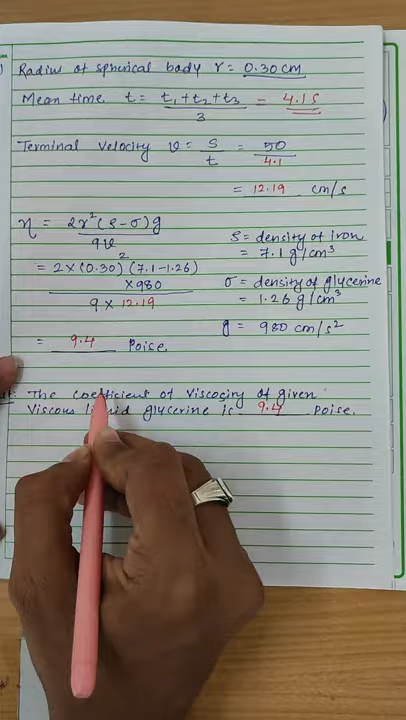 ) Radius of spherical body r = 0.30 cm
Mean time t = t₁+t₂+t₃ / 3 = 4.1 s
Terminal Velocity v = S / t = 50 / 4.1
= 12.19 cm/s
η = 2r²(ρ-σ)g / 9v
= 2×(0.30)² (7.1-1.26) ×980 / 9 × 12.19
= 9.4 Poise.
ρ = density of iron
= 7.1 g/cm³
σ = density of glycerine
= 1.26 g/cm³
g = 980 cm/s²
The coefficient of Viscosiry of given
Viscous liquid glycerine is 9.4 Poise.